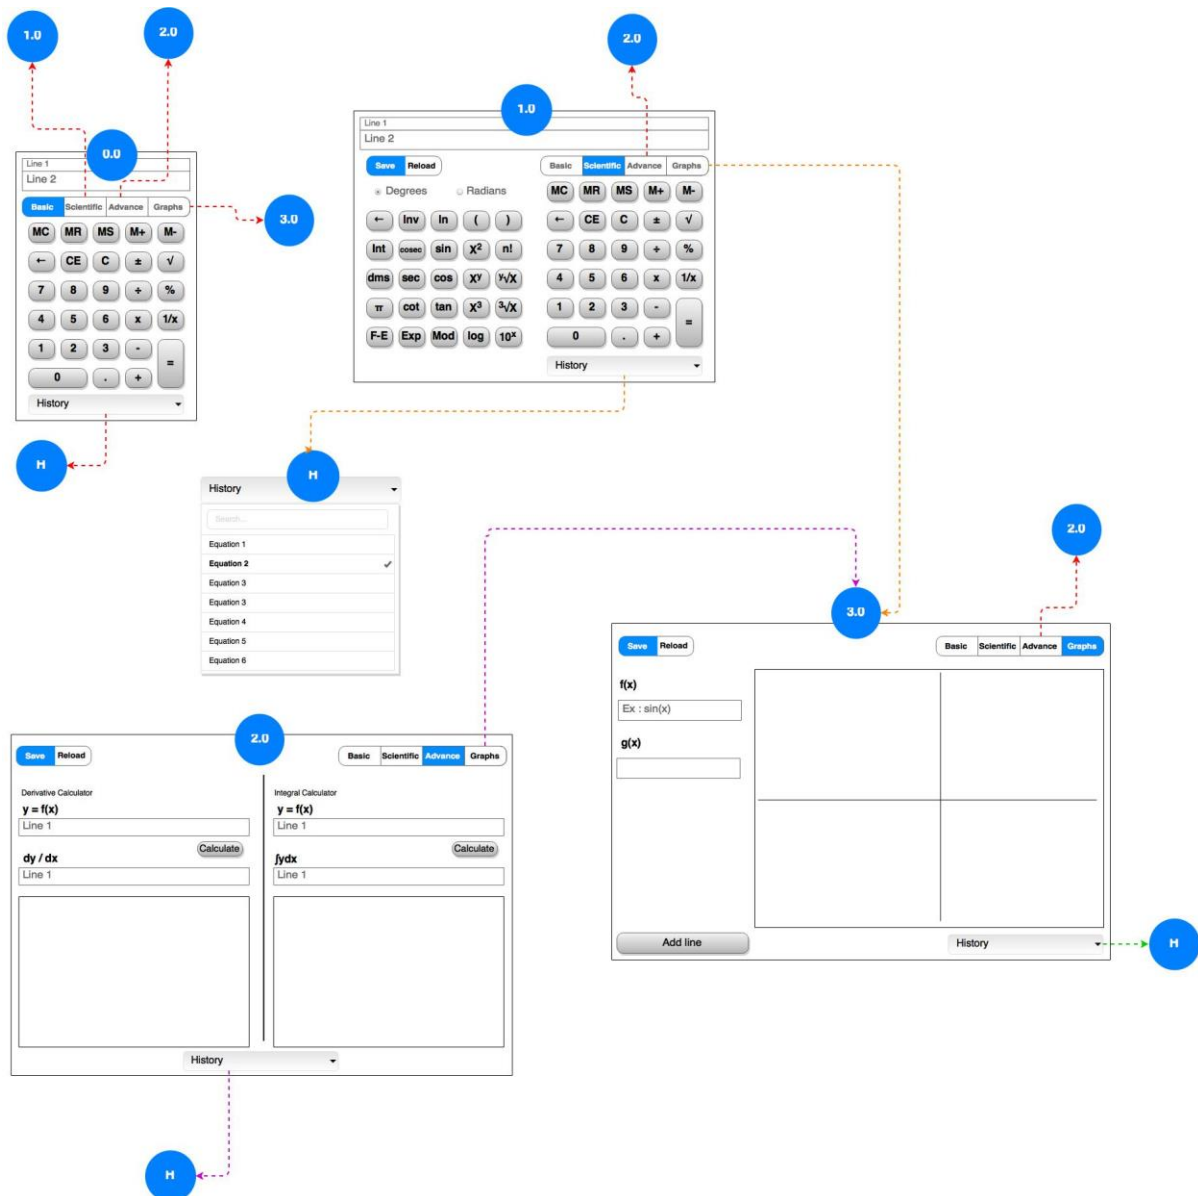 1.0
2.0
0.0
Line 1
Line 2
Basic Scientific Advance Graphs
3.0
MC MR MS M+ M-
← CE C ± √
7 8 9 ÷ %
4 5 6 x 1/x
1 2 3 - =
0 . +
History
H
2.0
1.0
Line 1
Line 2
Save Reload
Basic Scientific Advance Graphs
Degrees Radians
MC MR MS M+ M-
← Inv ln ( )
← CE C ± √
Int cosec sin X² n!
7 8 9 ÷ %
dms sec cos Xʸ ʸ√X
4 5 6 x 1/x
π cot tan X³ ³√X
1 2 3 - =
F-E Exp Mod log 10ˣ
0 . +
History
H
History
Search...
Equation 1
Equation 2
Equation 3
Equation 3
Equation 4
Equation 5
Equation 6
2.0
Save Reload
Basic Scientific Advance Graphs
Derivative Calculator
y = f(x)
Line 1
Calculate
dy / dx
Line 1
Integral Calculator
y = f(x)
Line 1
Calculate
∫ydx
Line 1
History
H
2.0
3.0
Save Reload
Basic Scientific Advance Graphs
f(x)
Ex : sin(x)
g(x)
Add line
History
H